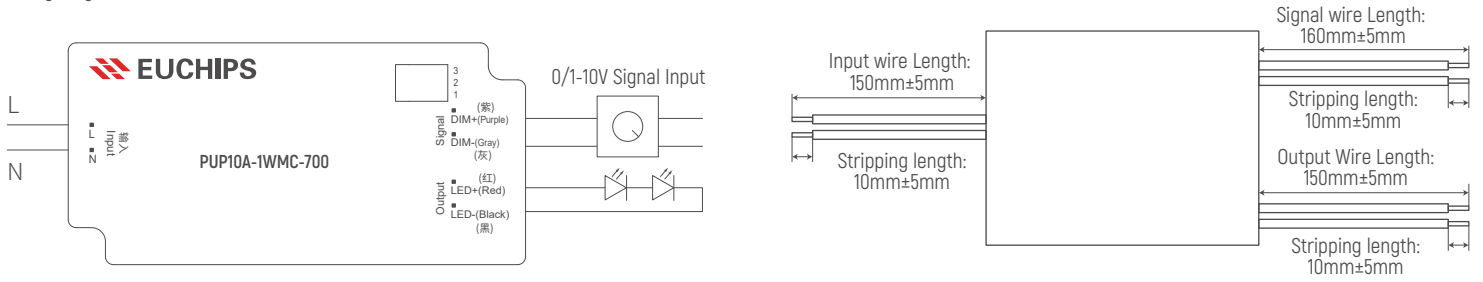 EUCHIPS
L
N
L
N
输入
Input
PUP10A-1WMC-700
3
2
1
Signal
(紫)
DIM+(Purple)
DIM-(Gray)
(灰)
Output
(红)
LED+(Red)
LED-(Black)
(黑)
0/1-10V Signal Input
Input wire Length:
150mm±5mm
Stripping length:
10mm±5mm
Signal wire Length:
160mm±5mm
Stripping length:
10mm±5mm
Output Wire Length:
150mm±5mm
Stripping length:
10mm±5mm